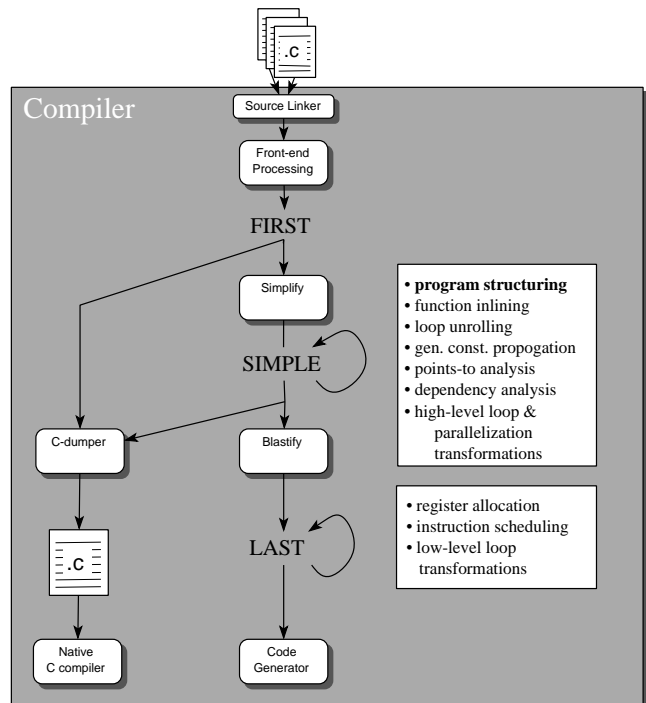 .c
Compiler
Source Linker
Front-end
Processing
FIRST
Simplify
• program structuring
• function inlining
• loop unrolling
• gen. const. propogation
• points-to analysis
• dependency analysis
• high-level loop &
parallelization
transformations
SIMPLE
C-dumper
Blastify
• register allocation
• instruction scheduling
• low-level loop
transformations
LAST
.c
Native
C compiler
Code
Generator